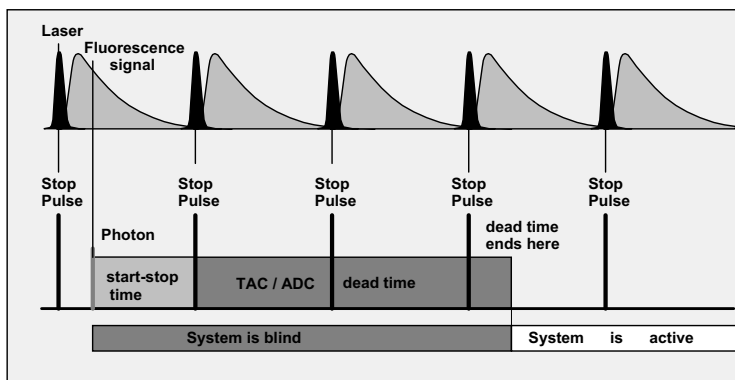 Laser
Fluorescence
signal
Stop
Pulse
Stop
Pulse
Stop
Pulse
Stop
Pulse
Stop
Pulse
Photon
dead time
ends here
start-stop
time
TAC / ADC dead time
System is blind
System is active